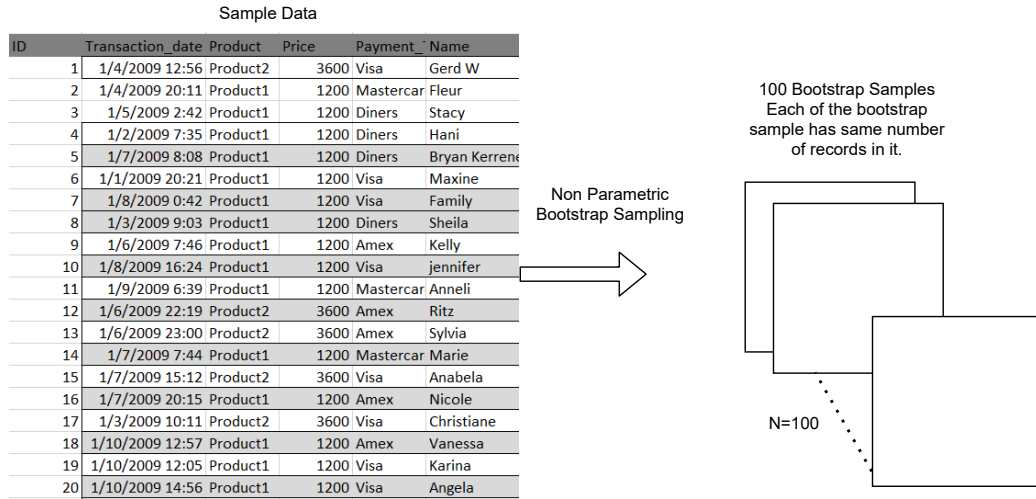 Sample Data
ID Transaction_date Product Price Payment_ Name
1 1/4/2009 12:56 Product2 3600 Visa Gerd W
2 1/4/2009 20:11 Product1 1200 Mastercar Fleur
3 1/5/2009 2:42 Product1 1200 Diners Stacy
4 1/2/2009 7:35 Product1 1200 Diners Hani
5 1/7/2009 8:08 Product1 1200 Diners Bryan Kerrene
6 1/1/2009 20:21 Product1 1200 Visa Maxine
7 1/8/2009 0:42 Product1 1200 Visa Family
8 1/3/2009 9:03 Product1 1200 Diners Sheila
9 1/6/2009 7:46 Product1 1200 Amex Kelly
10 1/8/2009 16:24 Product1 1200 Visa jennifer
11 1/9/2009 6:39 Product1 1200 Mastercar Anneli
12 1/6/2009 22:19 Product2 3600 Amex Ritz
13 1/6/2009 23:00 Product2 3600 Amex Sylvia
14 1/7/2009 7:44 Product1 1200 Mastercar Marie
15 1/7/2009 15:12 Product2 3600 Visa Anabela
16 1/7/2009 20:15 Product1 1200 Amex Nicole
17 1/3/2009 10:11 Product2 3600 Visa Christiane
18 1/10/2009 12:57 Product1 1200 Amex Vanessa
19 1/10/2009 12:05 Product1 1200 Visa Karina
20 1/10/2009 14:56 Product1 1200 Visa Angela
Non Parametric
Bootstrap Sampling
100 Bootstrap Samples
Each of the bootstrap
sample has same number
of records in it.
N=100